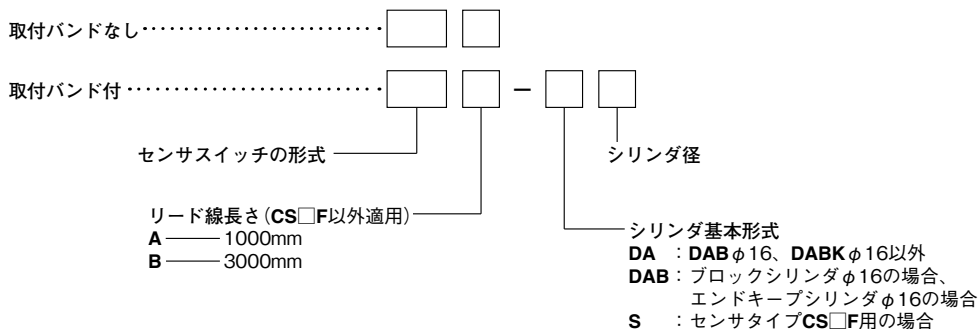 取付バンドなし
取付バンド付 −
センサスイッチの形式 シリンダ径
リード線長さ(CS□F以外適用)
A 1000mm
B 3000mm
シリンダ基本形式
DA :DABφ16、DABKφ16以外
DAB:ブロックシリンダφ16の場合、
エンドキープシリンダφ16の場合
S :センサタイプCS□F用の場合